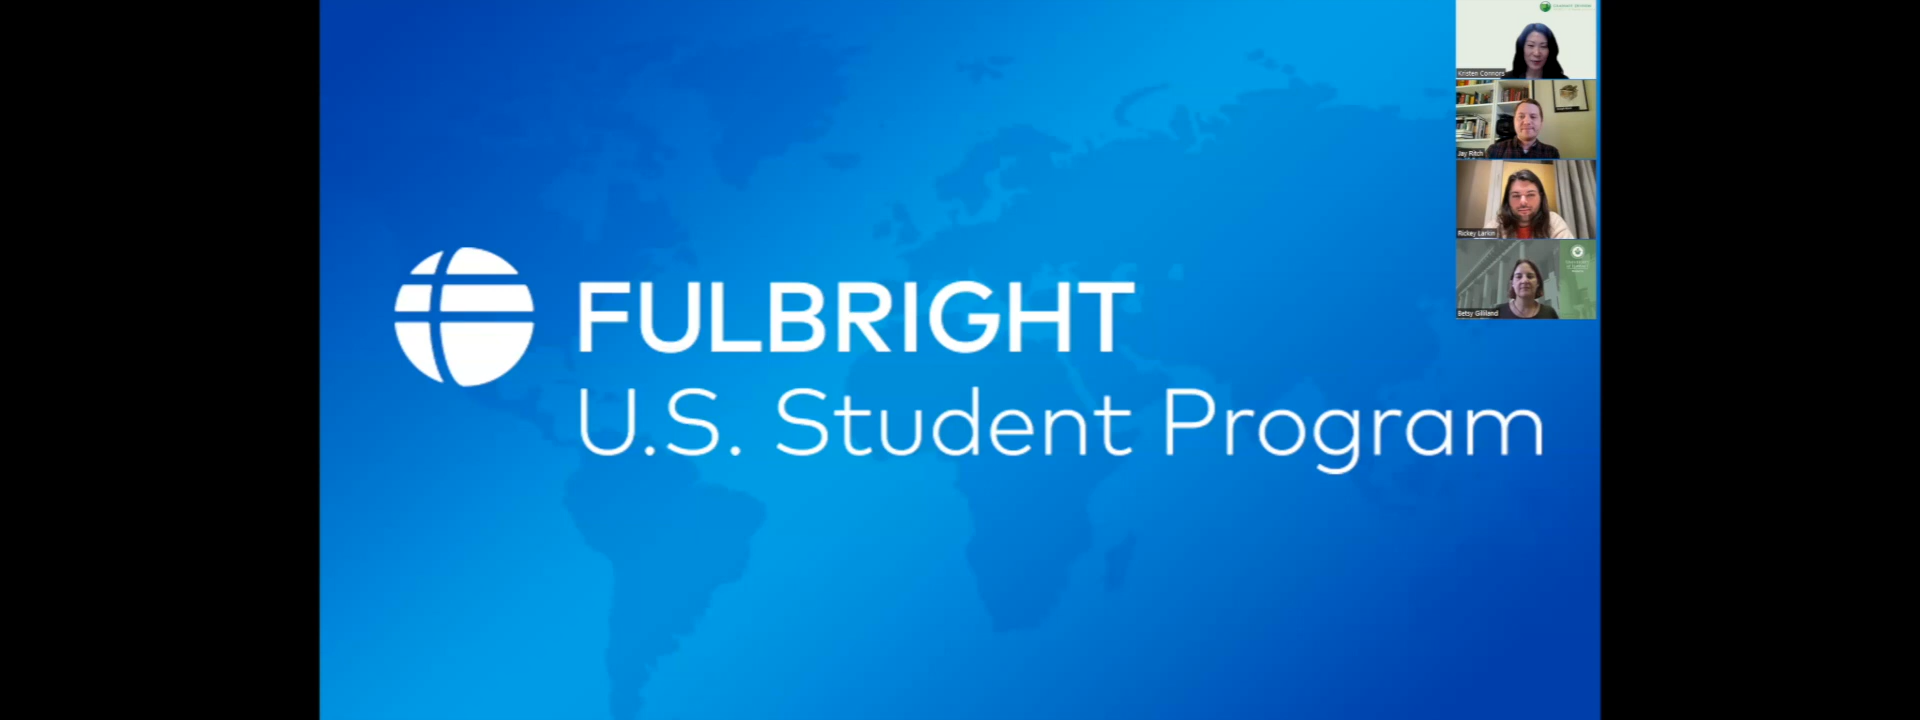 FULBRIGHT
U.S. Student Program
Kristen Connors
Jay Ritch
Rickey Larkin
Betsy Gilliland